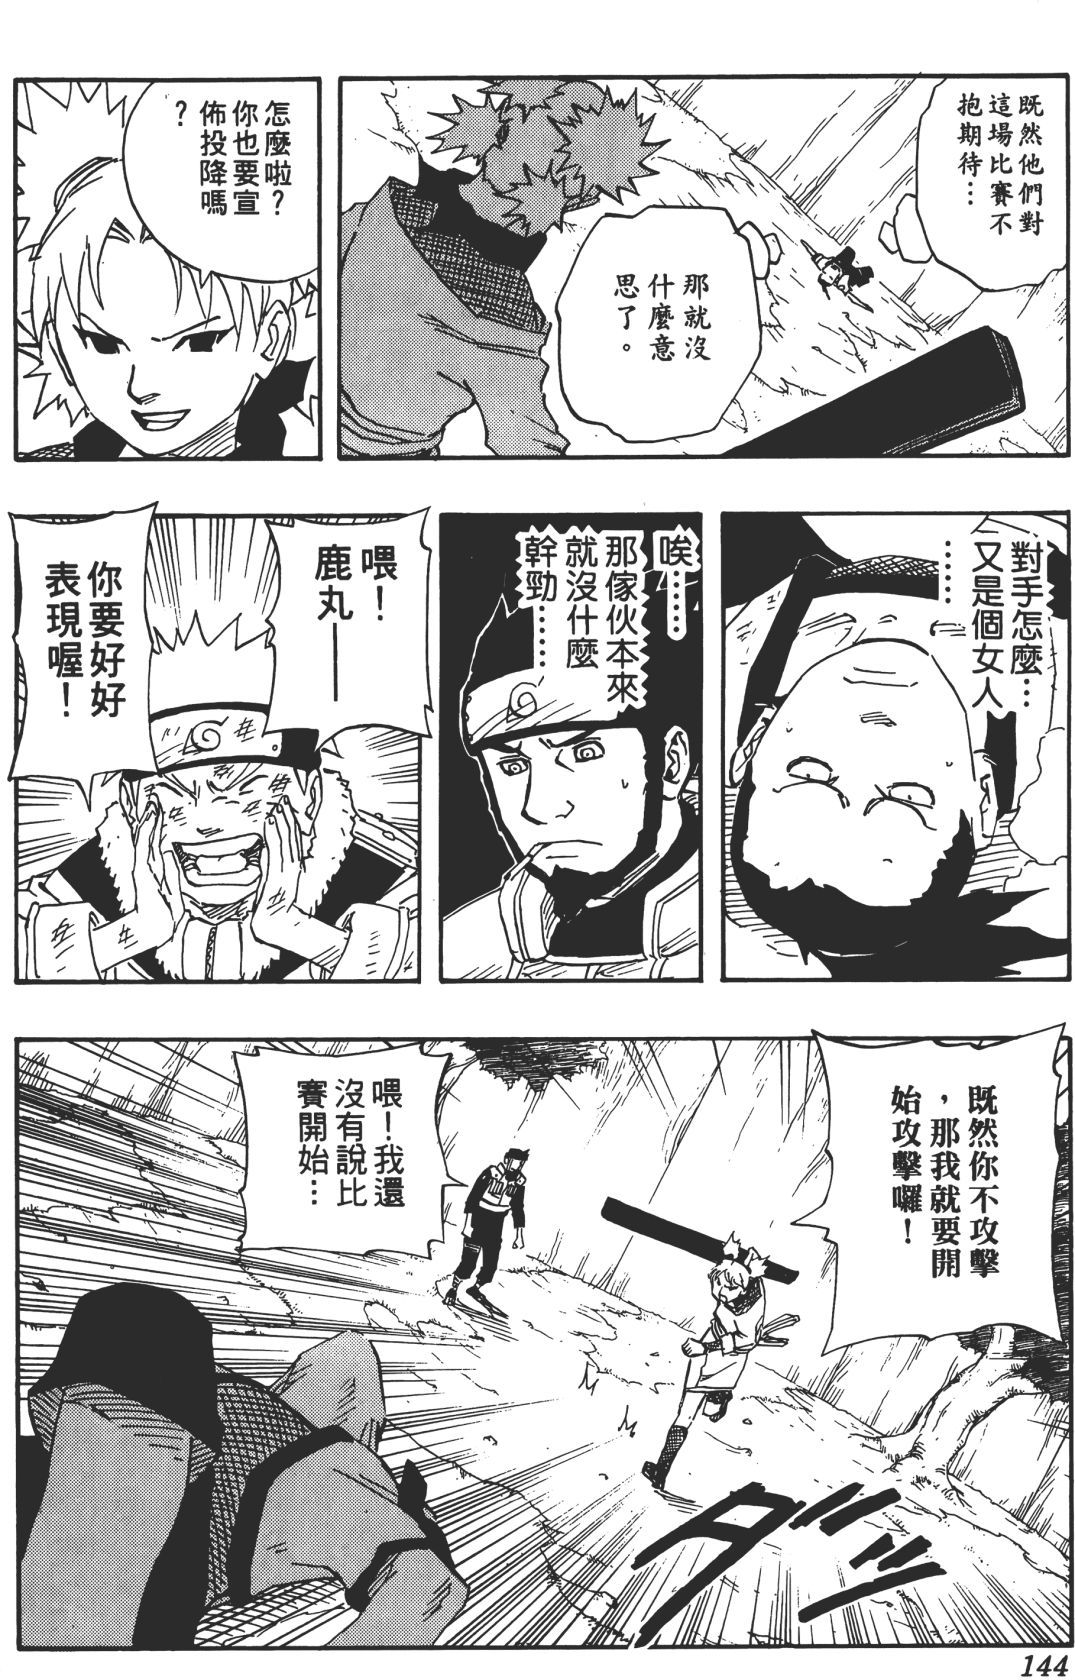 既然他們對
這場比賽不
抱期待…
那就沒
什麼意
思了。
怎麼啦？
你也要宣
佈投降嗎
？
對手怎麼…
又是個女人
……
唉……
那傢伙本來
就沒什麼
幹勁……
喂！
鹿丸——
你要好好
表現喔！
既然你不攻擊
，那我就要開
始攻擊囉！
喂！我還
沒有說比
賽開始…
ダッ
144